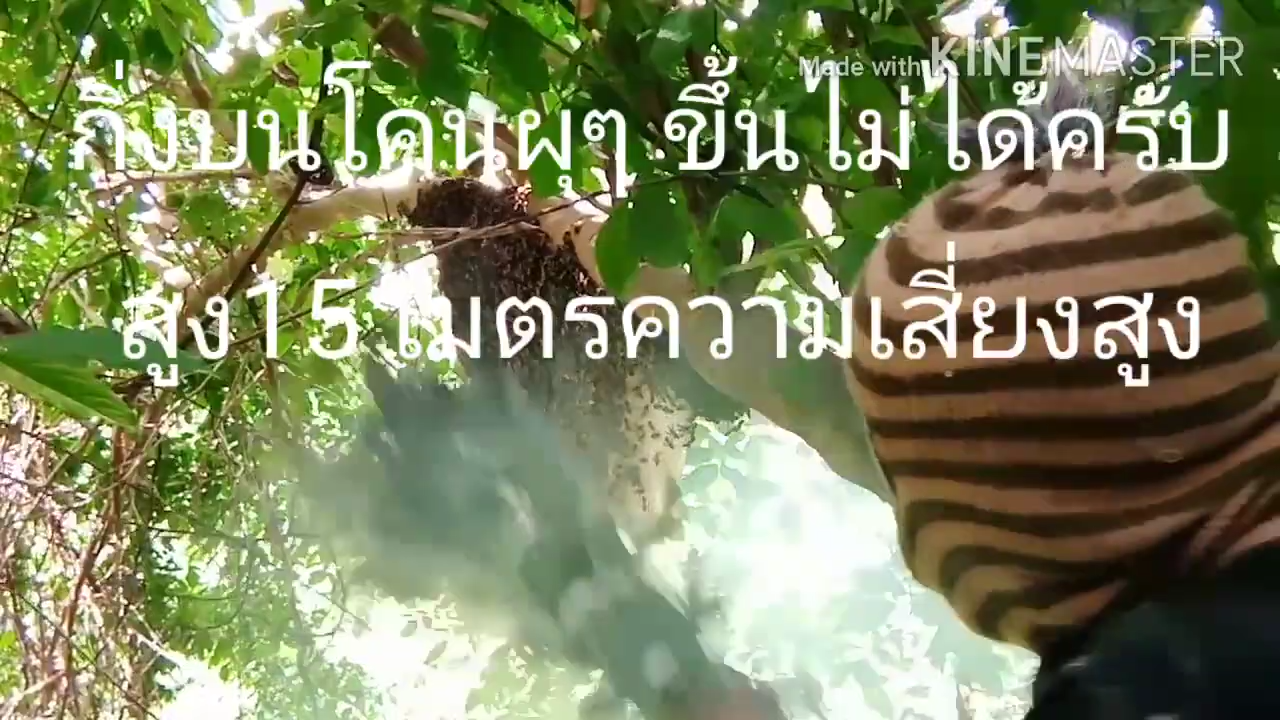 Made with KINEMASTER
กิ่งบนโคนผุๆ ขึ้นไม่ได้ครับ
สูง15 เมตรความเสี่ยงสูง